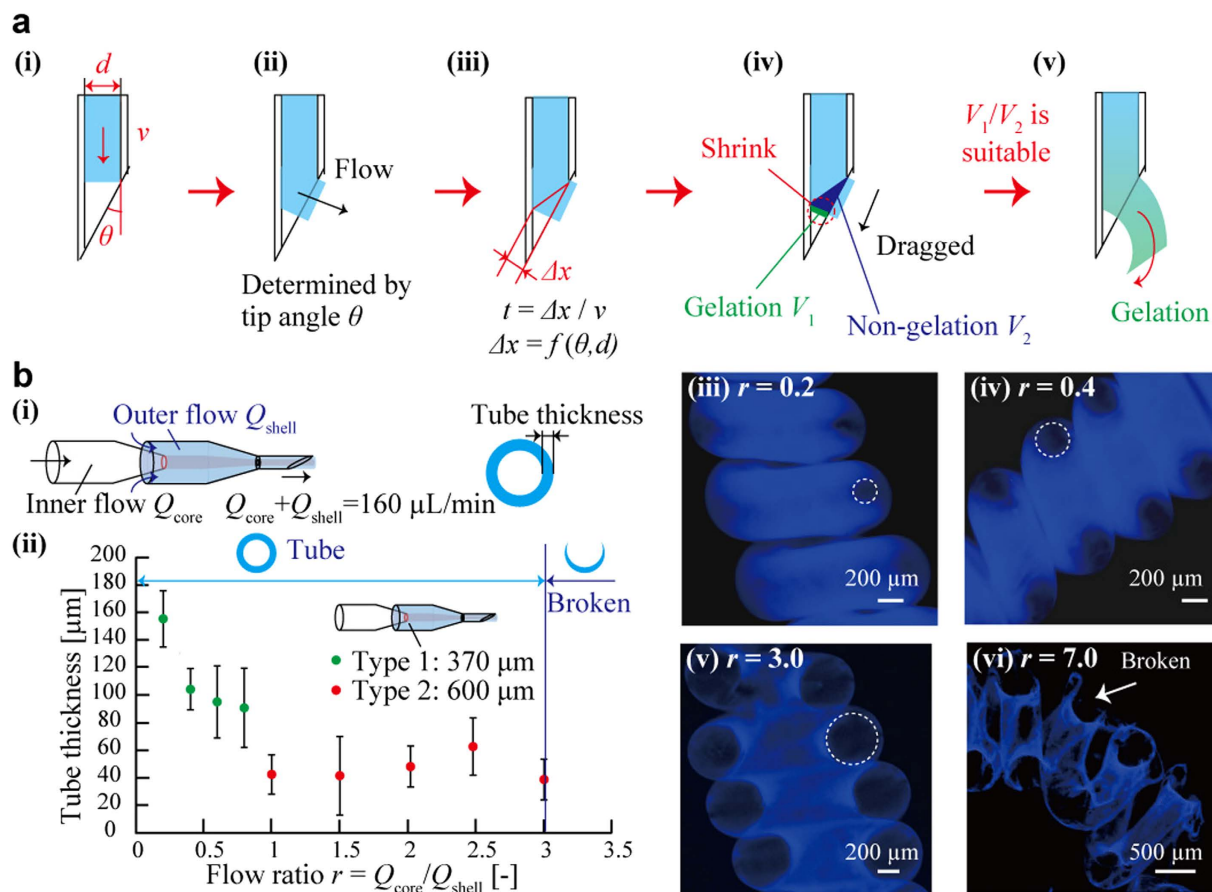 a
(i)
(ii)
(iii)
(iv)
(v)
d
v
θ
Flow
Determined by
tip angle θ
Δx
t = Δx / v
Δx = f (θ,d)
Shrink
Dragged
Gelation V1
Non-gelation V2
V1/V2 is
suitable
Gelation
b
(i)
Outer flow Qshell
Tube thickness
Inner flow Qcore
Qcore+Qshell=160 µL/min
(ii)
Tube
Broken
Tube thickness [µm]
200
180
160
140
120
100
80
60
40
20
0
Type 1: 370 µm
Type 2: 600 µm
0.5
1
1.5
2
2.5
3
3.5
Flow ratio r = Qcore/Qshell [-]
(iii) r = 0.2
200 µm
(iv) r = 0.4
200 µm
(v) r = 3.0
200 µm
(vi) r = 7.0
Broken
500 µm